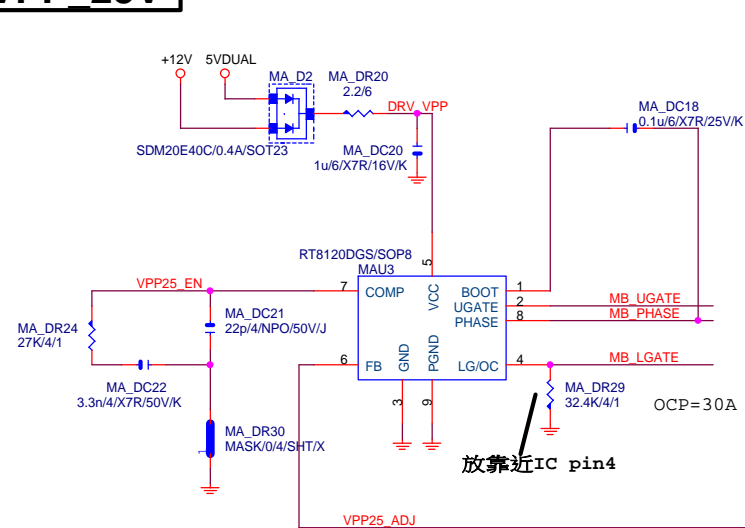 +12V
5VDUAL
MA_D2
MA_DR20
2.2/6
DRV_VPP
MA_DC18
0.1u/6/X7R/25V/K
SDM20E40C/0.4A/SOT23
MA_DC20
1u/6/X7R/16V/K
RT8120DGS/SOP8
MAU3
5
VPP25_EN
7
COMP
VCC
BOOT
1
UGATE
2
MB_UGATE
PHASE
8
MB_PHASE
MA_DR24
27K/4/1
MA_DC21
22p/4/NPO/50V/J
6
FB
GND
PGND
LG/OC
4
MB_LGATE
MA_DC22
3.3n/4/X7R/50V/K
3
9
MA_DR29
32.4K/4/1
OCP=30A
MA_DR30
MASK/0/4/SHT/X
1
放靠近IC pin4
VPP25_ADJ